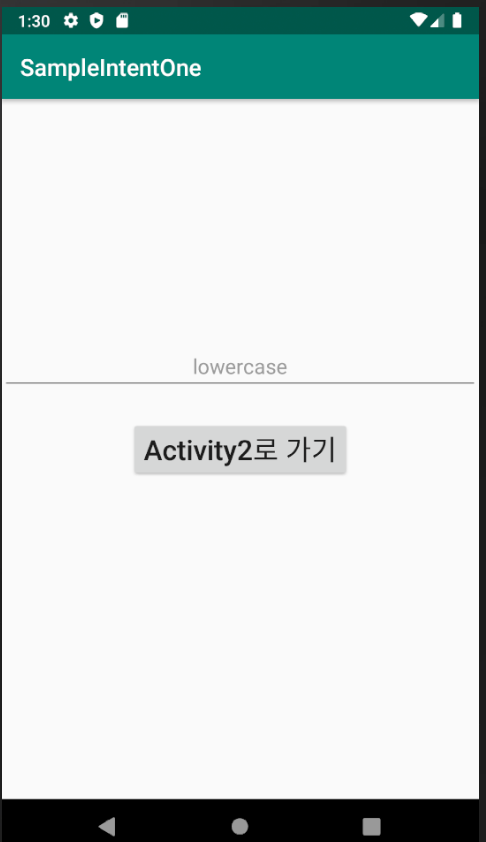 1:30
SampleIntentOne
lowercase
Activity2로 가기